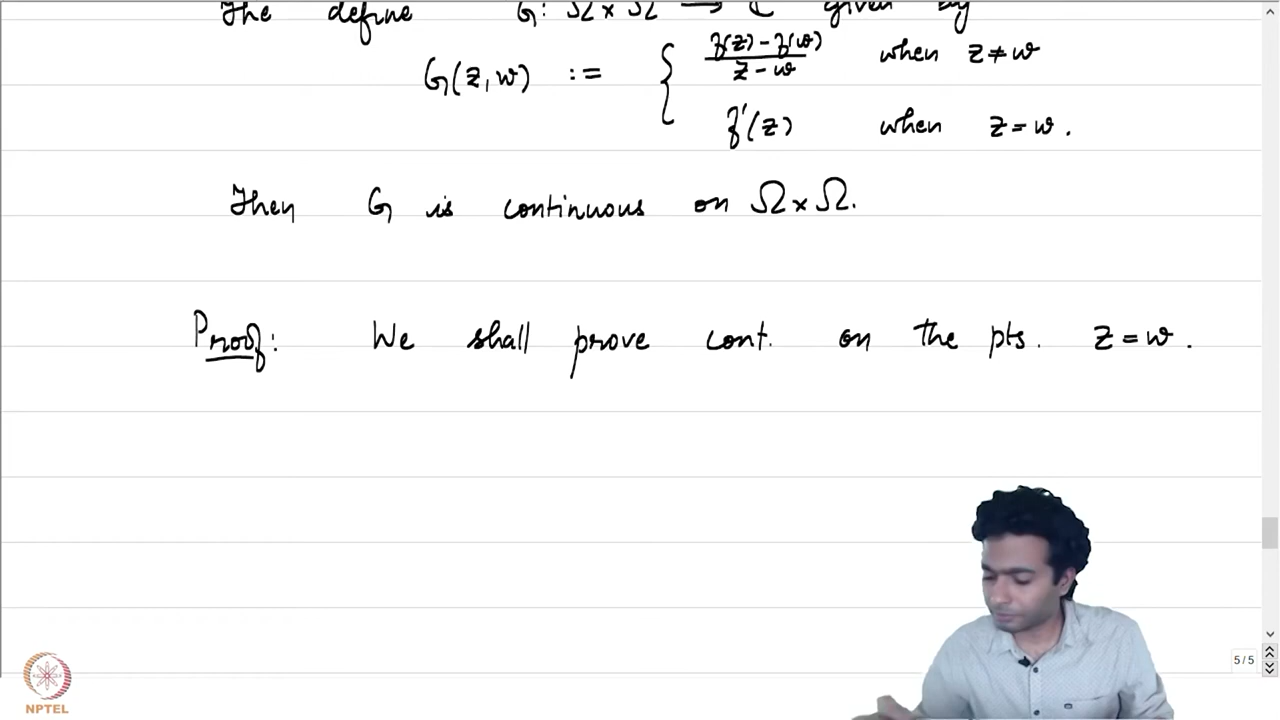 The define G: Ω × Ω → ℂ given by
G(z, w) := { f(z) - f(w) / z - w when z ≠ w
f'(z) when z = w.
Then G is continuous on Ω × Ω.
Proof: We shall prove cont. on the pts. z = w.
5 / 5
NPTEL